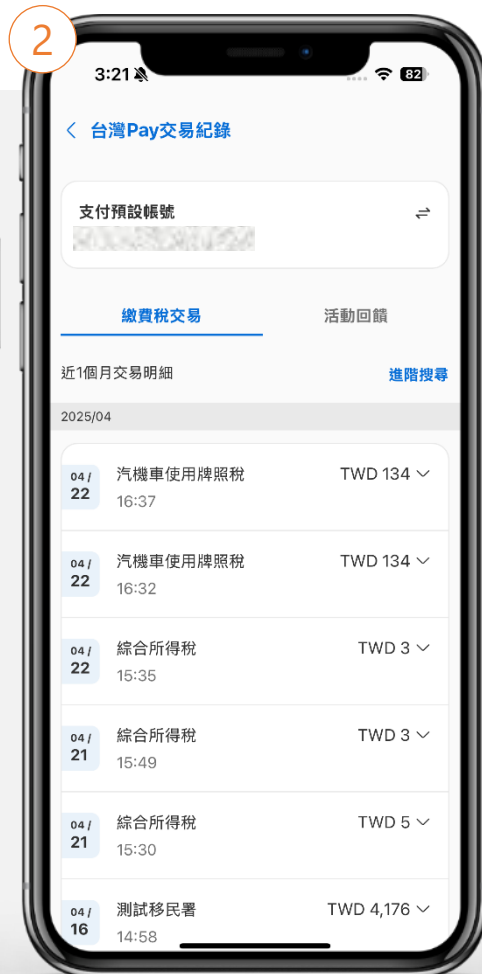 2
3:21
82
台灣Pay交易紀錄
支付預設帳號
繳費稅交易 活動回饋
近1個月交易明細 進階搜尋
2025/04
04/ 汽機車使用牌照稅 TWD 134
22 16:37
04/ 汽機車使用牌照稅 TWD 134
22 16:32
04/ 綜合所得稅 TWD 3
22 15:35
04/ 綜合所得稅 TWD 3
21 15:49
04/ 綜合所得稅 TWD 5
21 15:30
04/ 測試移民署 TWD 4,176
16 14:58